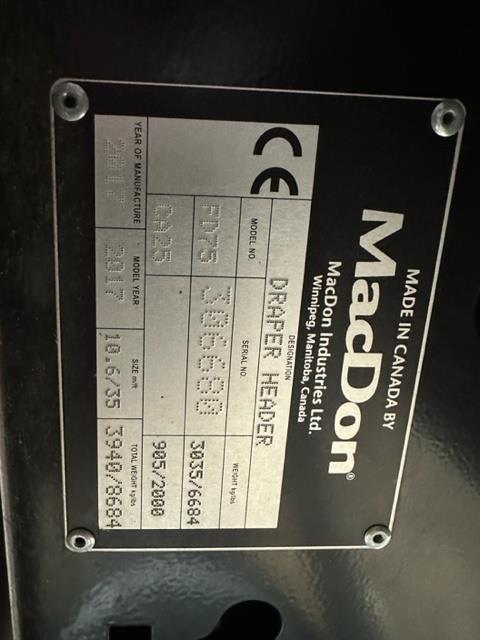 MADE IN CANADA BY
MacDon®
MacDon Industries Ltd.
Winnipeg, Manitoba, Canada
CE
DESIGNATION
DRAPER HEADER
MODEL NO. SERIAL NO. WEIGHT kg/lbs
FD75 306680 3035/6684
CA25 905/2000
YEAR OF MANUFACTURE MODEL YEAR SIZE m/ft TOTAL WEIGHT kg/lbs
2017 2017 10.6/35 3940/8684